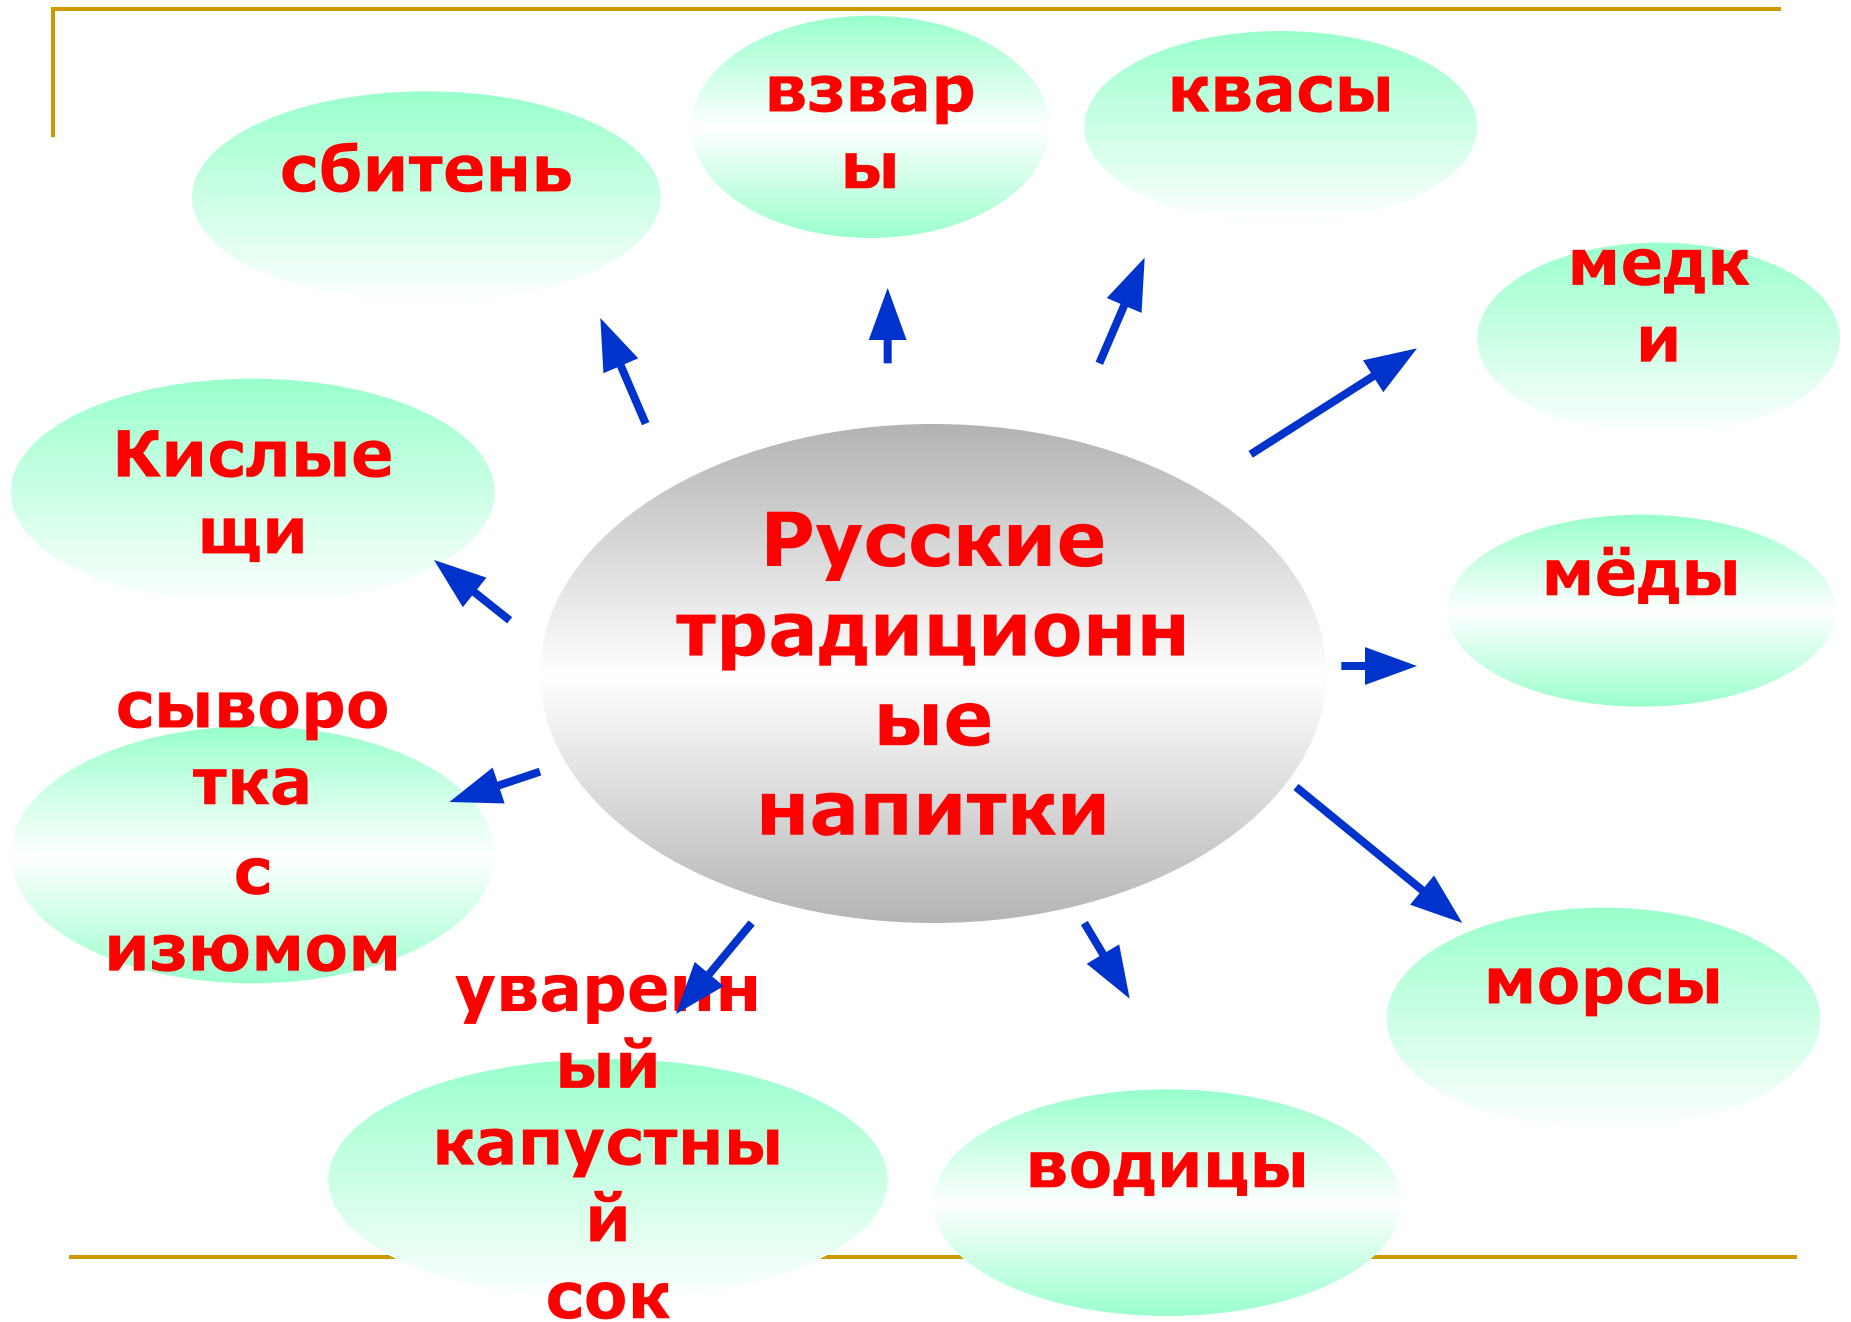 взвар
ы
квасы
сбитень
медк
и
Кислые
щи
Русские
традиционн
ые
напитки
мёды
сыворо
тка
с
изюмом
уваренн
ый
капустны
й
сок
морсы
водицы